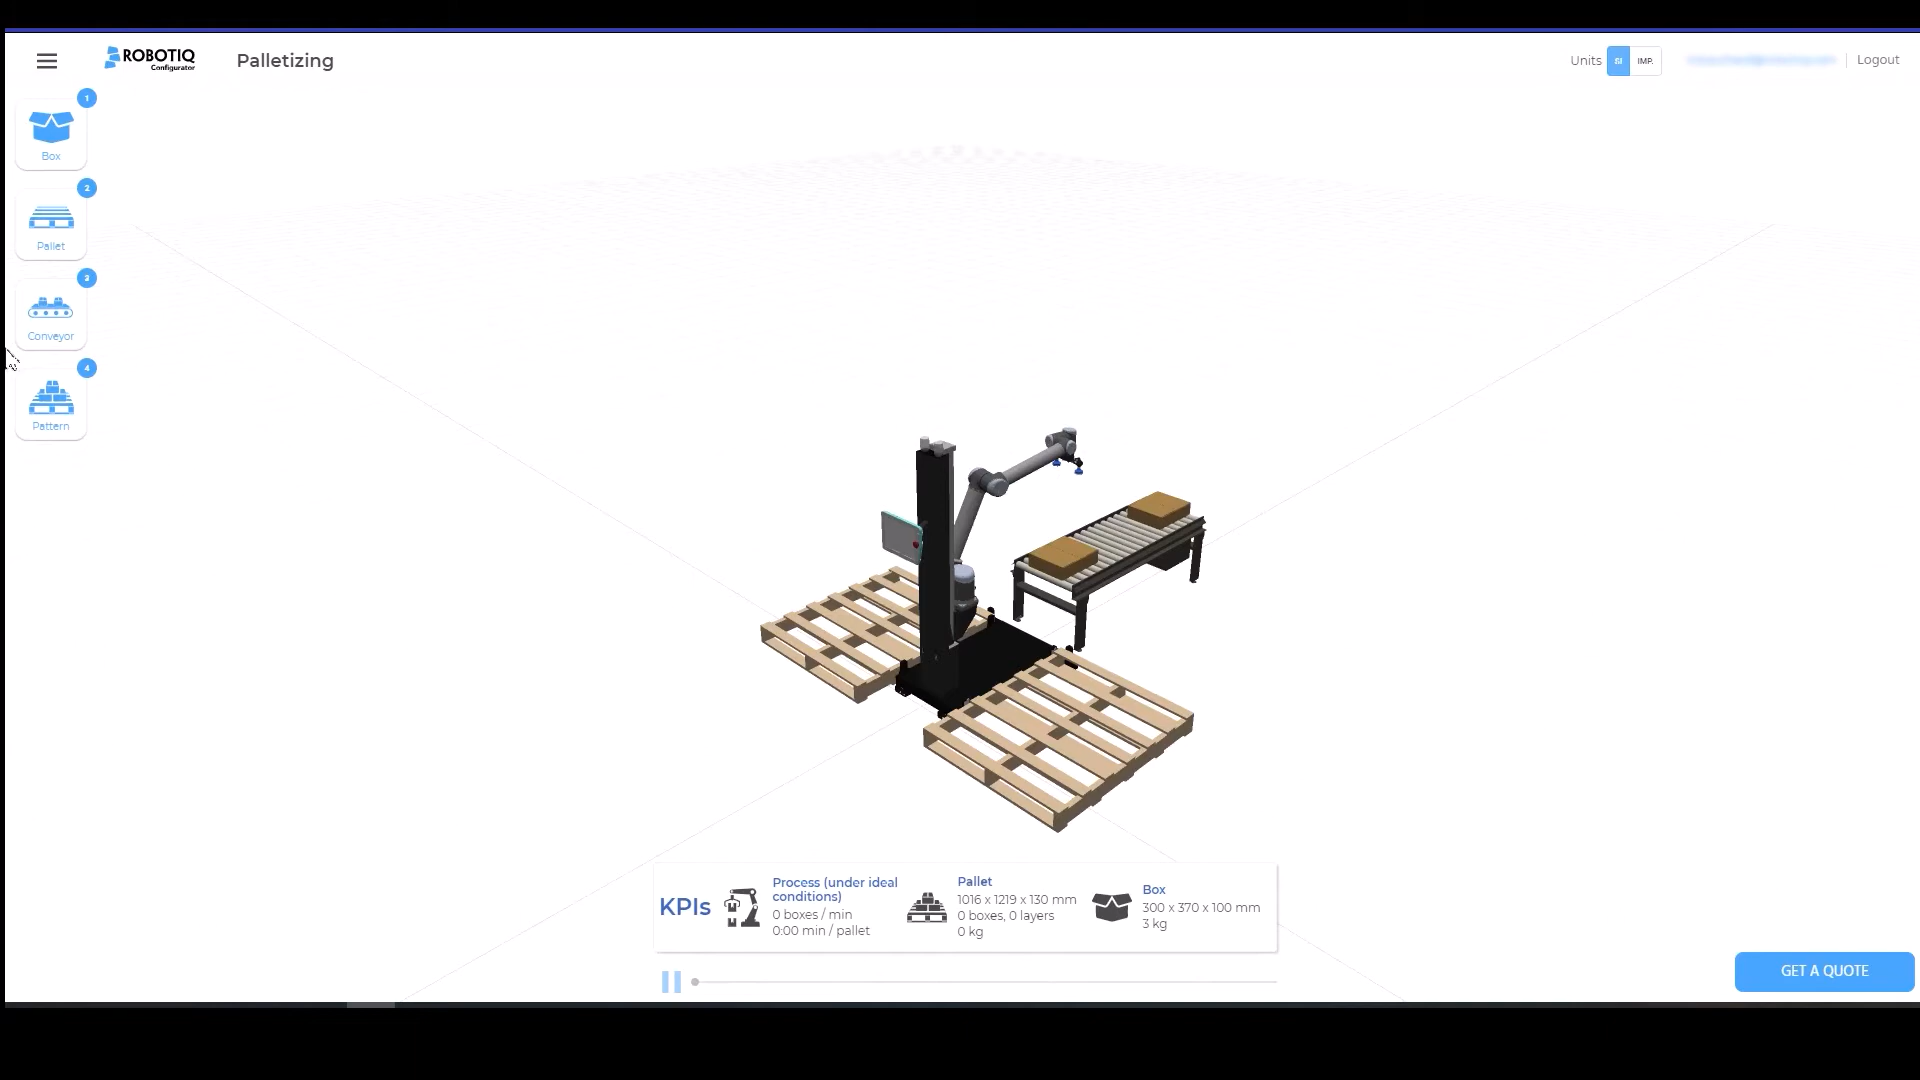 ROBOTIQ
Configurator
Palletizing
Units
SI
IMP.
Logout
1
Box
2
Pallet
3
Conveyor
4
Pattern
KPIs
Process (under ideal
conditions)
0 boxes / min
0:00 min / pallet
Pallet
1016 x 1219 x 130 mm
0 boxes, 0 layers
0 kg
Box
300 x 370 x 100 mm
3 kg
GET A QUOTE